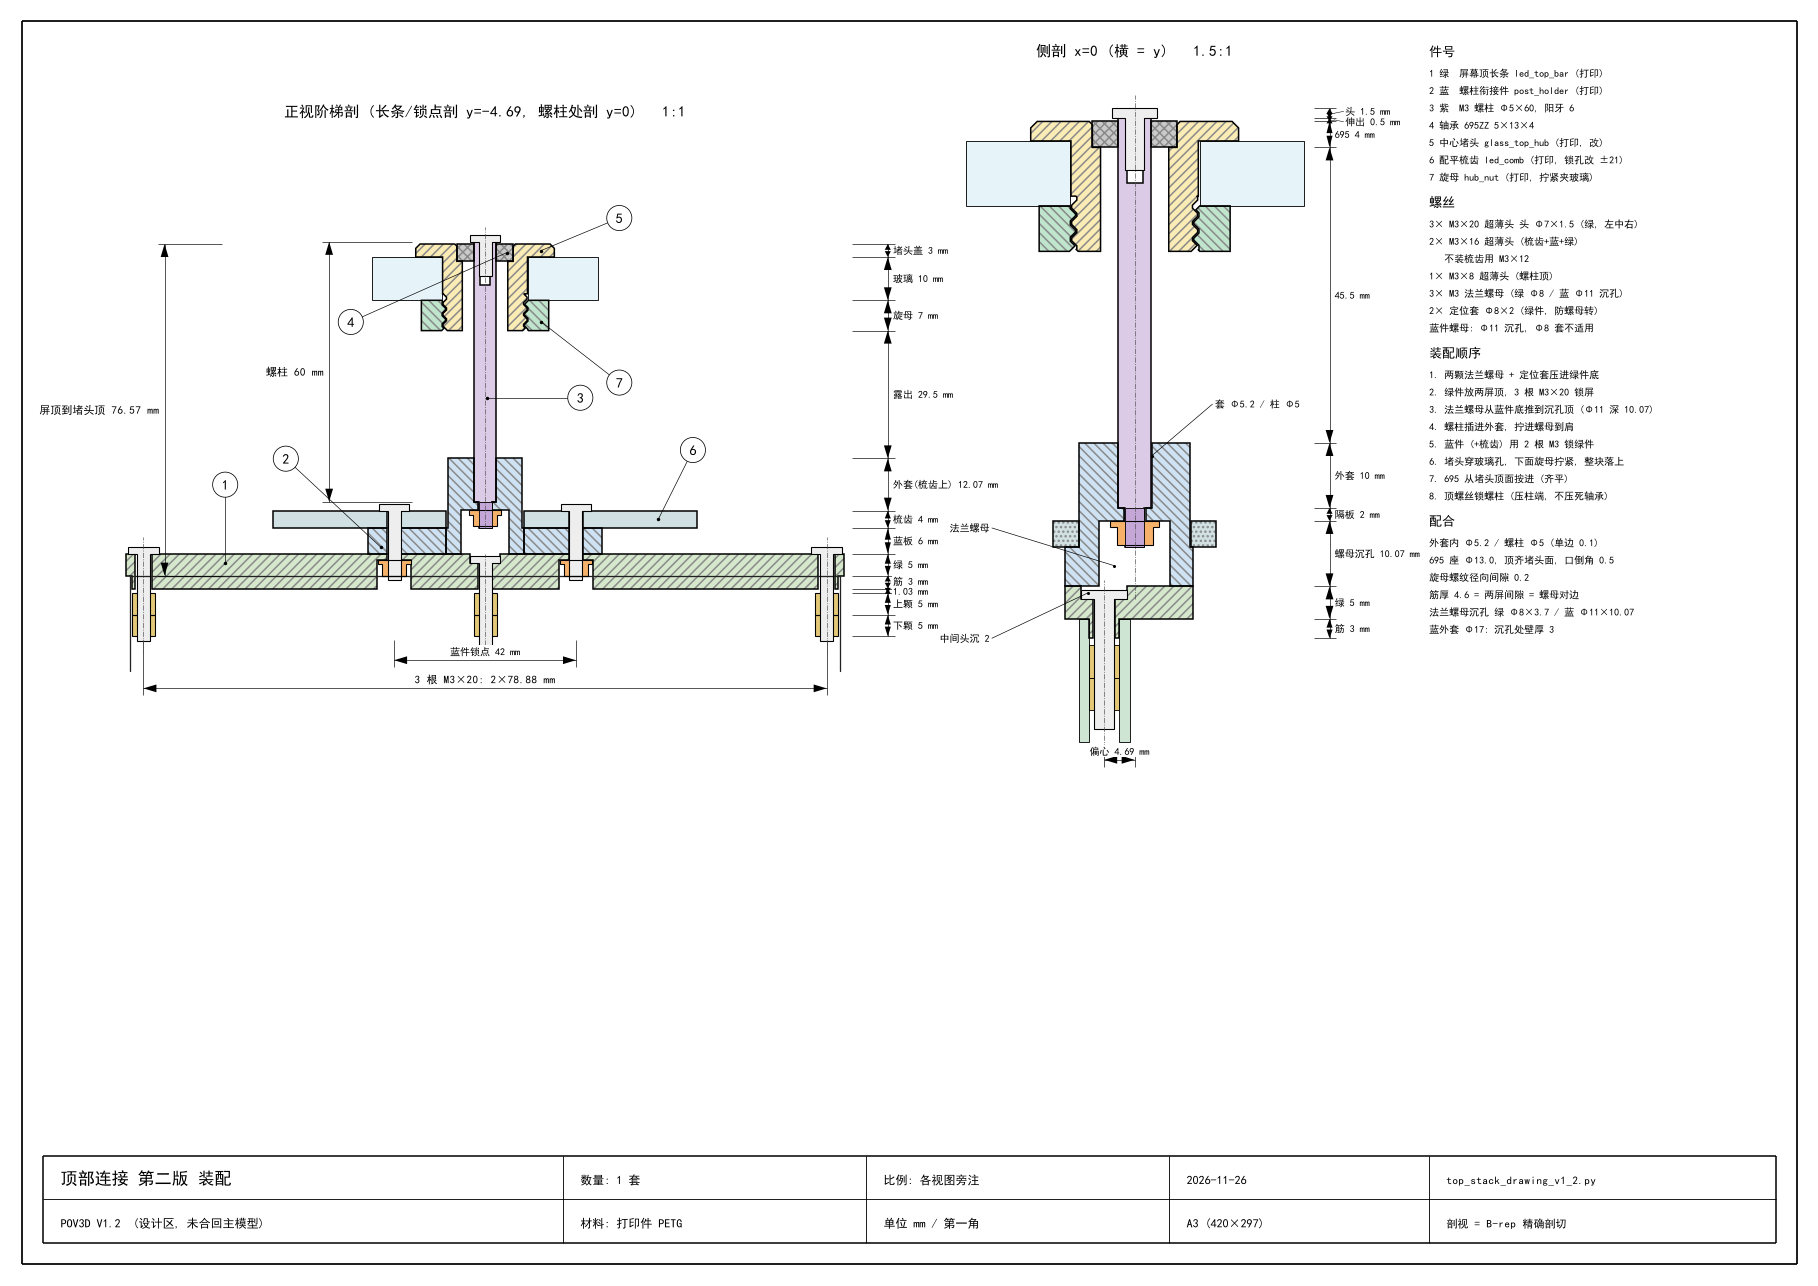 正视阶梯剖 (长条/锁点剖 y=-4.69, 螺柱处剖 y=0)   1:1
5
4
7
3
2
6
1
螺柱 60 mm
屏顶到堵头顶 76.57 mm
堵头盖 3 mm
玻璃 10 mm
旋母 7 mm
露出 29.5 mm
外套(梳齿上) 12.07 mm
梳齿 4 mm
蓝板 6 mm
绿 5 mm
筋 3 mm
1.03 mm
上颗 5 mm
下颗 5 mm
蓝件锁点 42 mm
3 根 M3×20: 2×78.88 mm
侧剖 x=0 (横 = y)   1.5:1
头 1.5 mm
伸出 0.5 mm
695 4 mm
45.5 mm
套 Φ5.2 / 柱 Φ5
外套 10 mm
隔板 2 mm
法兰螺母
螺母沉孔 10.07 mm
绿 5 mm
筋 3 mm
中间头沉 2
偏心 4.69 mm
件号
1 绿  屏幕顶长条 led_top_bar (打印)
2 蓝  螺柱衔接件 post_holder (打印)
3 紫  M3 螺柱 Φ5×60, 阳牙 6
4 轴承 695ZZ 5×13×4
5 中心堵头 glass_top_hub (打印, 改)
6 配平梳齿 led_comb (打印, 锁孔改 ±21)
7 旋母 hub_nut (打印, 拧紧夹玻璃)
螺丝
3× M3×20 超薄头 头 Φ7×1.5 (绿, 左中右)
2× M3×16 超薄头 (梳齿+蓝+绿)
不装梳齿用 M3×12
1× M3×8 超薄头 (螺柱顶)
3× M3 法兰螺母 (绿 Φ8 / 蓝 Φ11 沉孔)
2× 定位套 Φ8×2 (绿件, 防螺母转)
蓝件螺母: Φ11 沉孔, Φ8 套不适用
装配顺序
1. 两颗法兰螺母 + 定位套压进绿件底
2. 绿件放两屏顶, 3 根 M3×20 锁屏
3. 法兰螺母从蓝件底推到沉孔顶 (Φ11 深 10.07)
4. 螺柱插进外套, 拧进螺母到肩
5. 蓝件 (+梳齿) 用 2 根 M3 锁绿件
6. 堵头穿玻璃孔, 下面旋母拧紧, 整块落上
7. 695 从堵头顶面按进 (齐平)
8. 顶螺丝锁螺柱 (压柱端, 不压死轴承)
配合
外套内 Φ5.2 / 螺柱 Φ5 (单边 0.1)
695 座 Φ13.0, 顶齐堵头面, 口倒角 0.5
旋母螺纹径向间隙 0.2
筋厚 4.6 = 两屏间隙 = 螺母对边
法兰螺母沉孔 绿 Φ8×3.7 / 蓝 Φ11×10.07
蓝外套 Φ17: 沉孔处壁厚 3
顶部连接 第二版 装配
数量: 1 套
比例: 各视图旁注
2026-11-26
top_stack_drawing_v1_2.py
POV3D V1.2 (设计区, 未合回主模型)
材料: 打印件 PETG
单位 mm / 第一角
A3 (420×297)
剖视 = B-rep 精确剖切